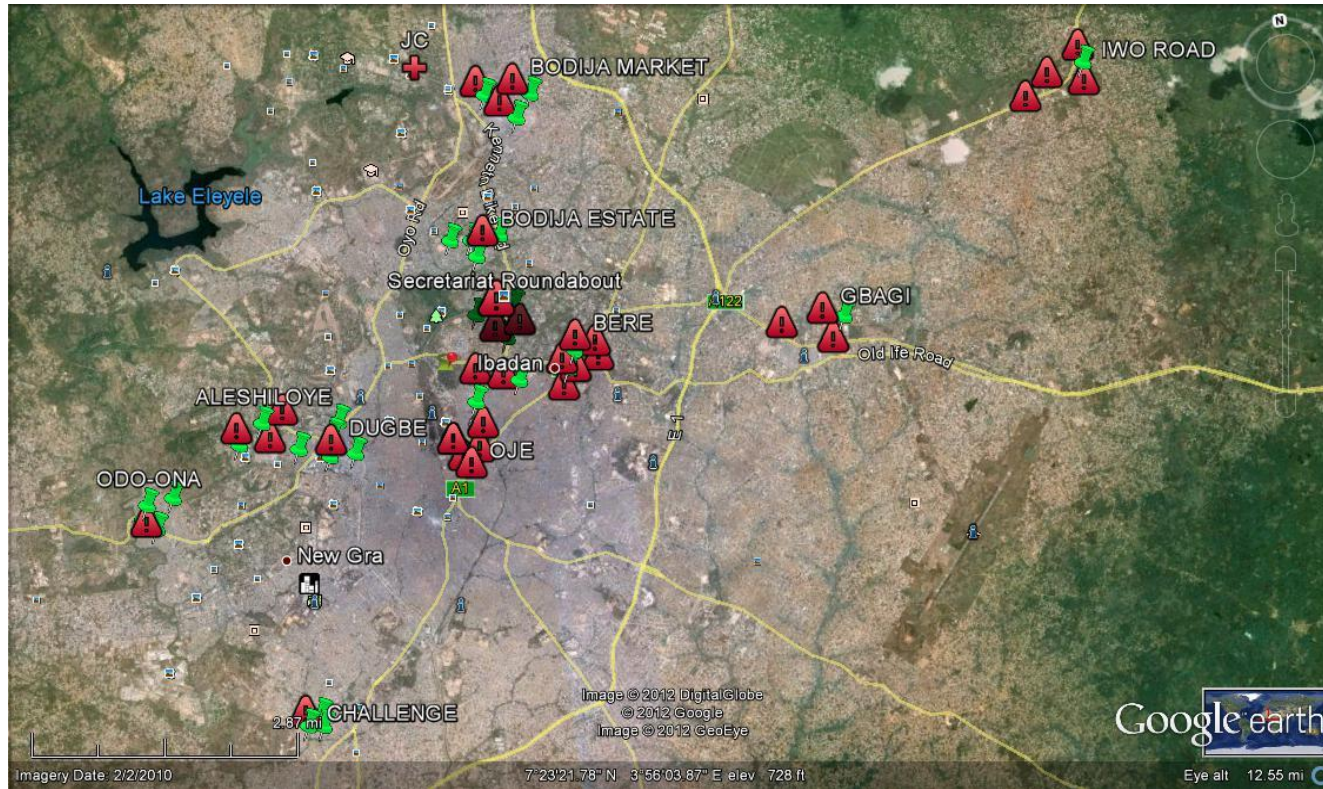 N
JC
BODIJA MARKET
IWO ROAD
Lake Eleyele
Oyo Rd
BODIJA ESTATE
Secretariat Roundabout
GBAGI
BERE
Ibadan
Old Ife Road
ALESHILOYE
DUGBE
E 1
OJE
ODO-ONA
A1
New Gra
2.87 mi
CHALLENGE
Image © 2012 DigitalGlobe
© 2012 Google
Image © 2012 GeoEye
Google earth
Imagery Date: 2/2/2010
7°23'21.78" N 3°56'03.87" E elev 728 ft
Eye alt 12.55 mi